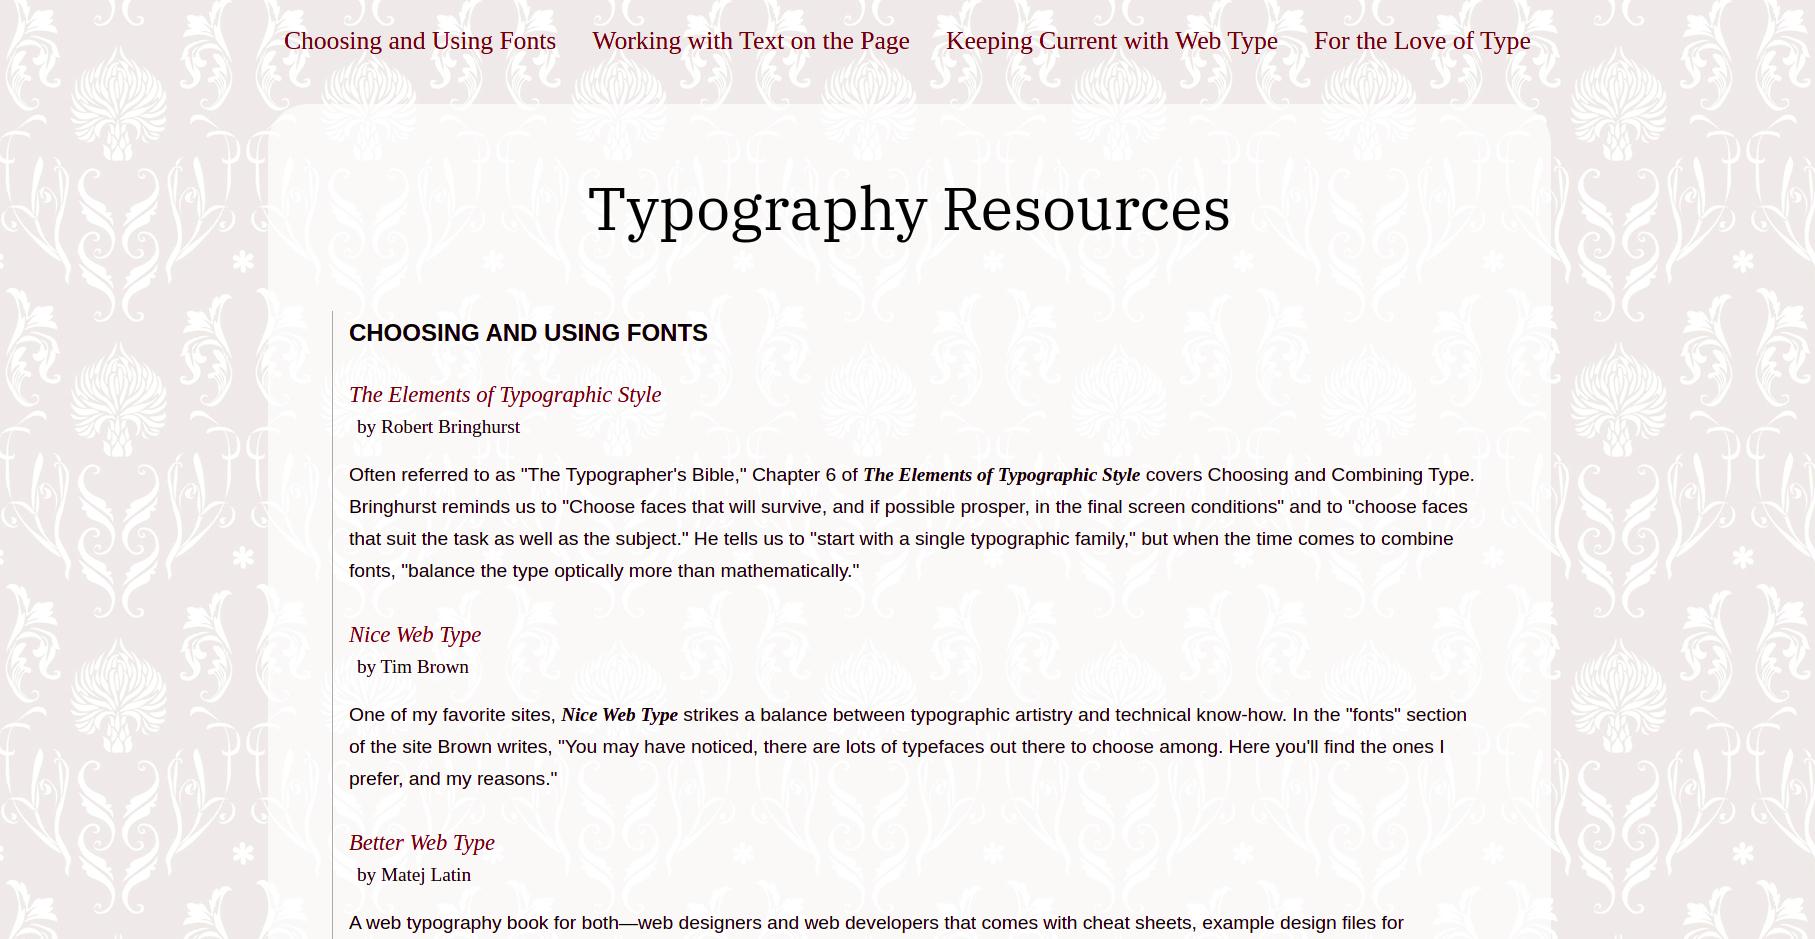 Choosing and Using Fonts Working with Text on the Page Keeping Current with Web Type For the Love of Type
Typography Resources
CHOOSING AND USING FONTS
The Elements of Typographic Style
by Robert Bringhurst
Often referred to as "The Typographer's Bible," Chapter 6 of The Elements of Typographic Style covers Choosing and Combining Type.
Bringhurst reminds us to "Choose faces that will survive, and if possible prosper, in the final screen conditions" and to "choose faces
that suit the task as well as the subject." He tells us to "start with a single typographic family," but when the time comes to combine
fonts, "balance the type optically more than mathematically."
Nice Web Type
by Tim Brown
One of my favorite sites, Nice Web Type strikes a balance between typographic artistry and technical know-how. In the "fonts" section
of the site Brown writes, "You may have noticed, there are lots of typefaces out there to choose among. Here you'll find the ones I
prefer, and my reasons."
Better Web Type
by Matej Latin
A web typography book for both—web designers and web developers that comes with cheat sheets, example design files for